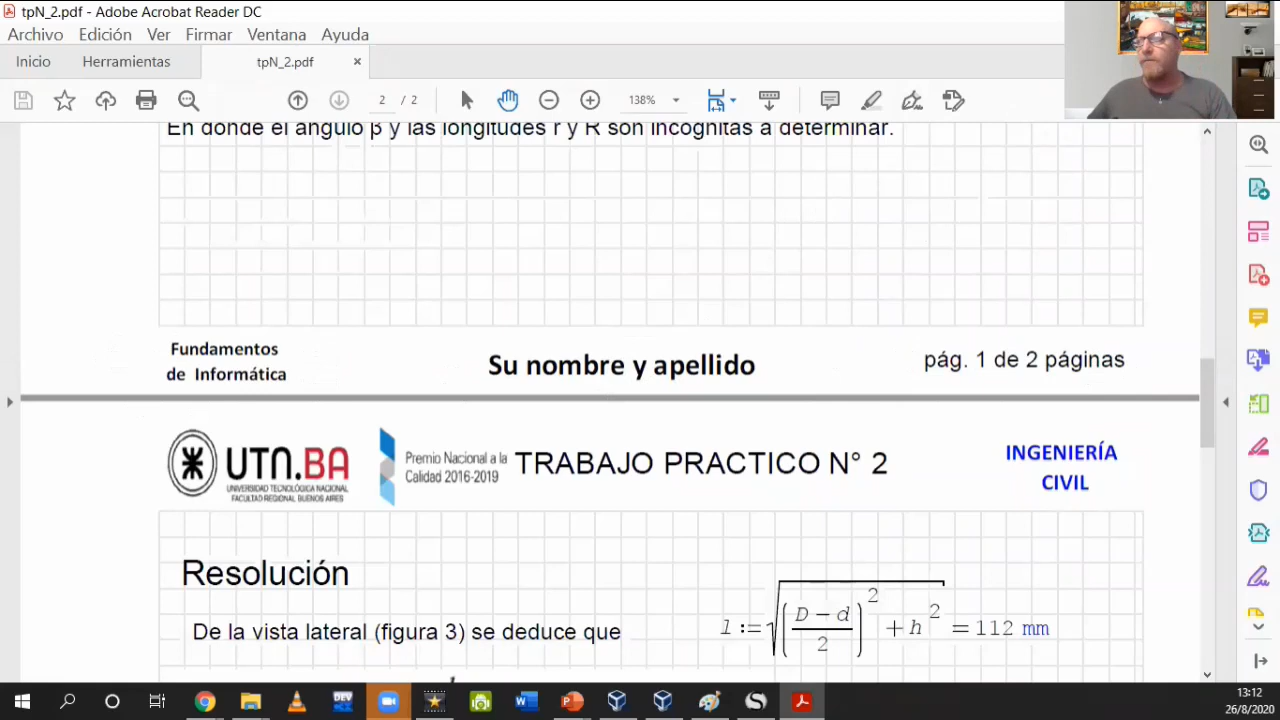 tpN_2.pdf - Adobe Acrobat Reader DC
Archivo Edición Ver Firmar Ventana Ayuda
Inicio Herramientas tpN_2.pdf ×
2 / 2 138%
En donde el ángulo β y las longitudes r y R son incógnitas a determinar.
Fundamentos
de Informática
Su nombre y apellido
pág. 1 de 2 páginas
UTN.BA
UNIVERSIDAD TECNOLÓGICA NACIONAL
FACULTAD REGIONAL BUENOS AIRES
Premio Nacional a la
Calidad 2016-2019
TRABAJO PRACTICO N° 2
INGENIERÍA
CIVIL
Resolución
De la vista lateral (figura 3) se deduce que
l := √(((D - d)/2)² + h²) = 112 mm
DEV
13:12
26/8/2020